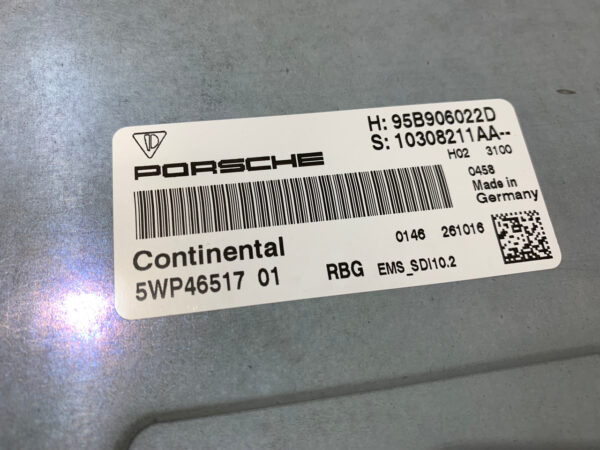 PORSCHE
H: 95B906022D
S: 10308211AA--
H02 3100
0458
Made in
Germany
Continental
0146 261016
5WP46517 01 RBG EMS_SDI10.2